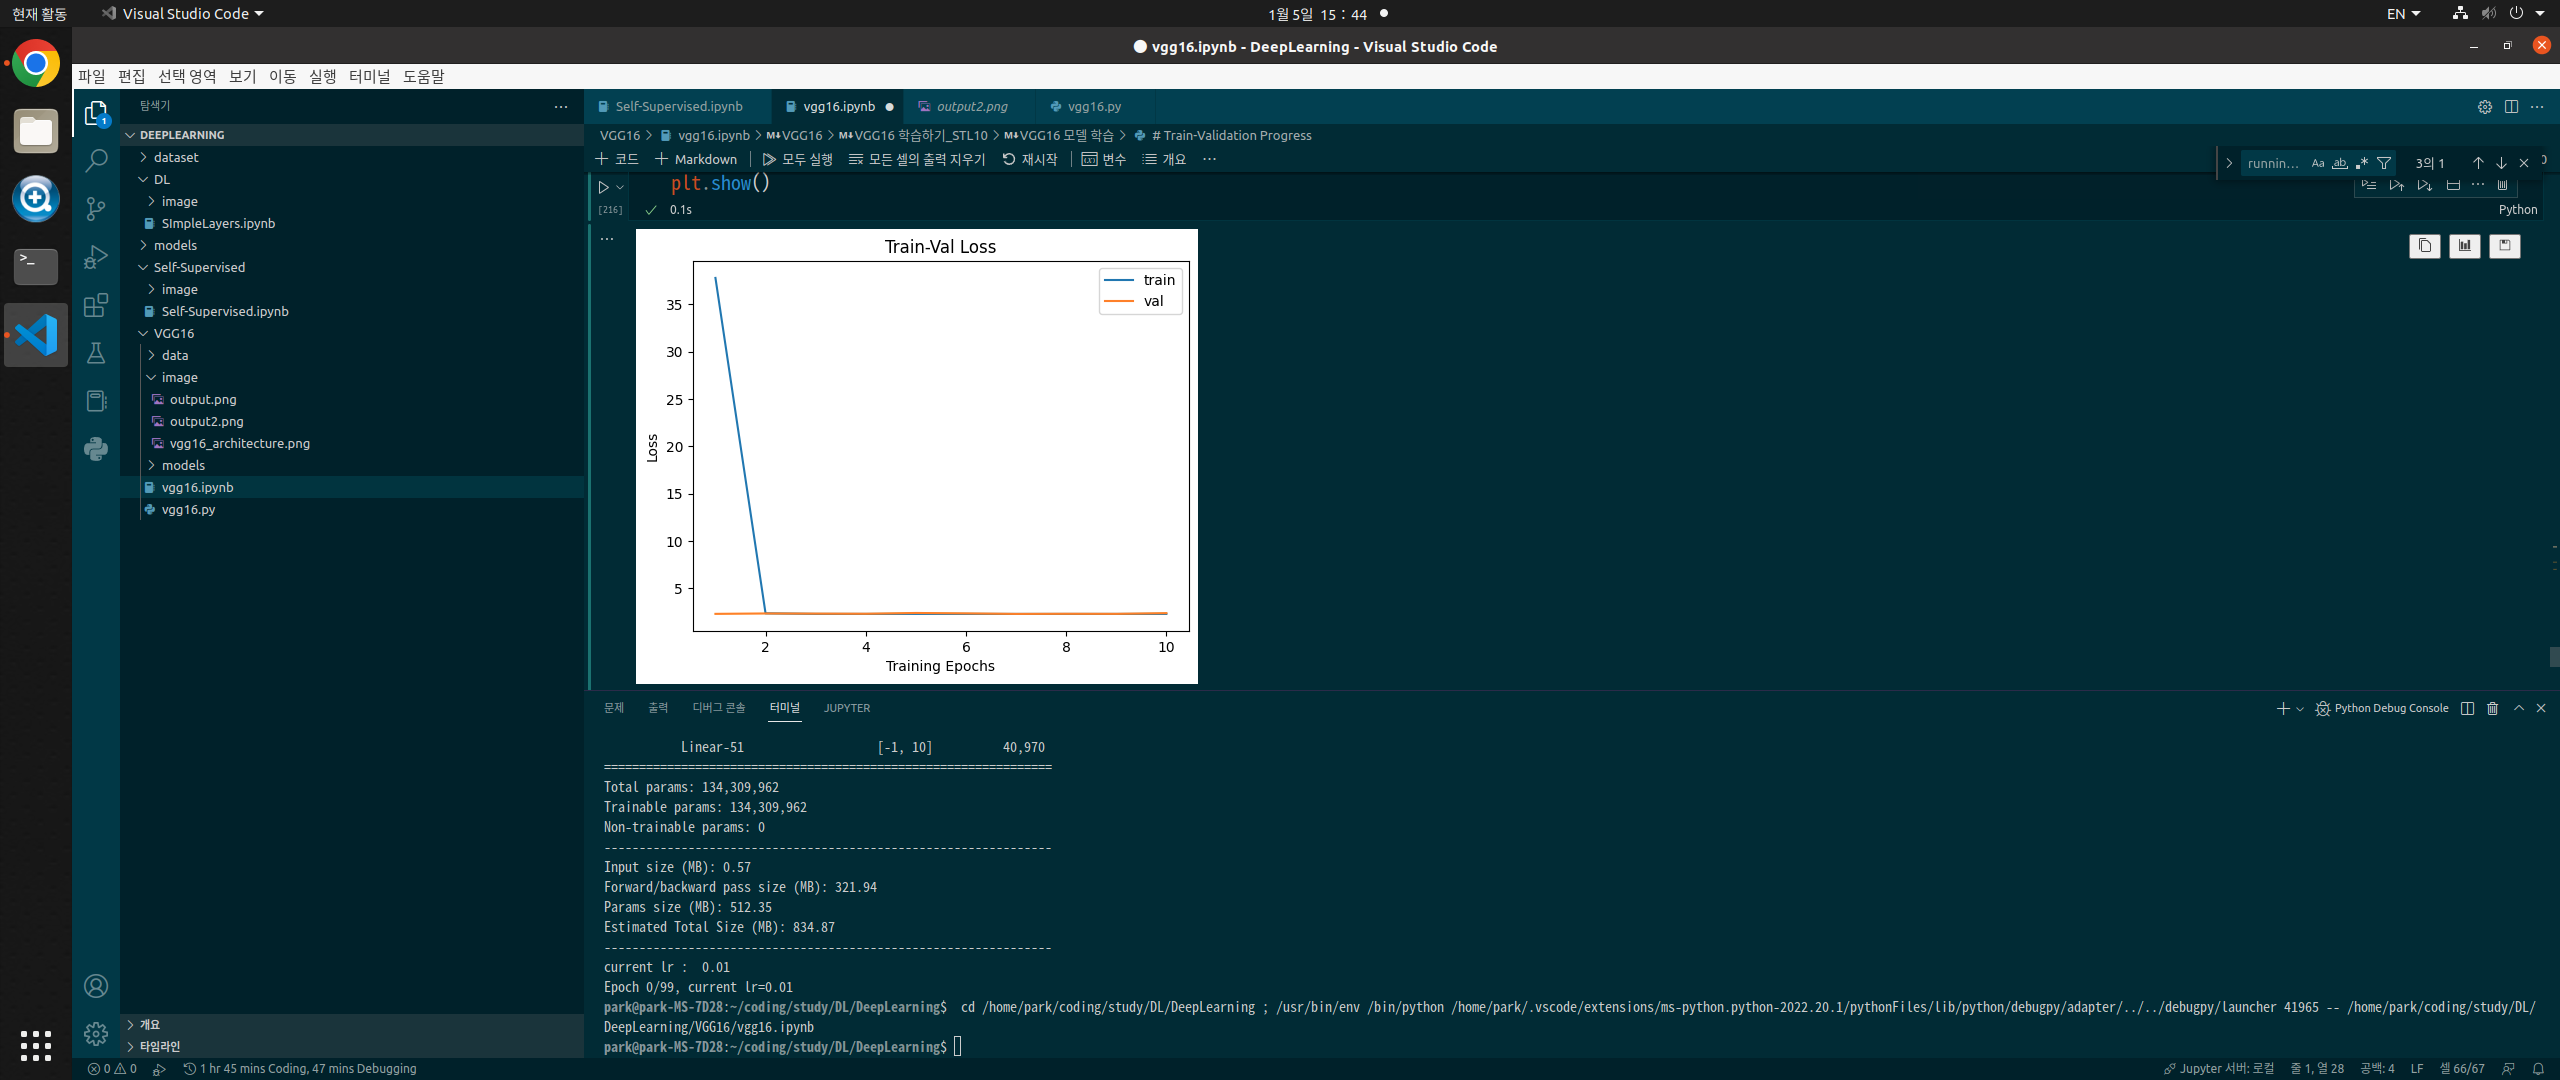 현재 활동
Visual Studio Code
1월 5일 15 : 44
EN
vgg16.ipynb - DeepLearning - Visual Studio Code
파일 편집 선택 영역 보기 이동 실행 터미널 도움말
탐색기
DEEPLEARNING
dataset
DL
image
SImpleLayers.ipynb
models
Self-Supervised
image
Self-Supervised.ipynb
VGG16
data
image
output.png
output2.png
vgg16_architecture.png
models
vgg16.ipynb
vgg16.py
개요
타임라인
Self-Supervised.ipynb
vgg16.ipynb
output2.png
vgg16.py
VGG16 > vgg16.ipynb > M↓VGG16 > M↓VGG16 학습하기_STL10 > M↓VGG16 모델 학습 > # Train-Validation Progress
+ 코드 + Markdown 모두 실행 모든 셀의 출력 지우기 재시작 변수 개요 ...
runnin... Aa ab. .* 3의 1
plt.show()
[216] ✓ 0.1s
Python
Train-Val Loss
train
val
35
30
25
20
15
10
5
Loss
2 4 6 8 10
Training Epochs
문제 출력 디버그 콘솔 터미널 JUPYTER
Python Debug Console
Linear-51 [-1, 10] 40,970
================================================================
Total params: 134,309,962
Trainable params: 134,309,962
Non-trainable params: 0
----------------------------------------------------------------
Input size (MB): 0.57
Forward/backward pass size (MB): 321.94
Params size (MB): 512.35
Estimated Total Size (MB): 834.87
----------------------------------------------------------------
current lr : 0.01
Epoch 0/99, current lr=0.01
park@park-MS-7D28:~/coding/study/DL/DeepLearning$ cd /home/park/coding/study/DL/DeepLearning ; /usr/bin/env /bin/python /home/park/.vscode/extensions/ms-python.python-2022.20.1/pythonFiles/lib/python/debugpy/adapter/../../debugpy/launcher 41965 -- /home/park/coding/study/DL/
DeepLearning/VGG16/vgg16.ipynb
park@park-MS-7D28:~/coding/study/DL/DeepLearning$
0 0 1 hr 45 mins Coding, 47 mins Debugging
Jupyter 서버: 로컬 줄 1, 열 28 공백: 4 LF 셀 66/67